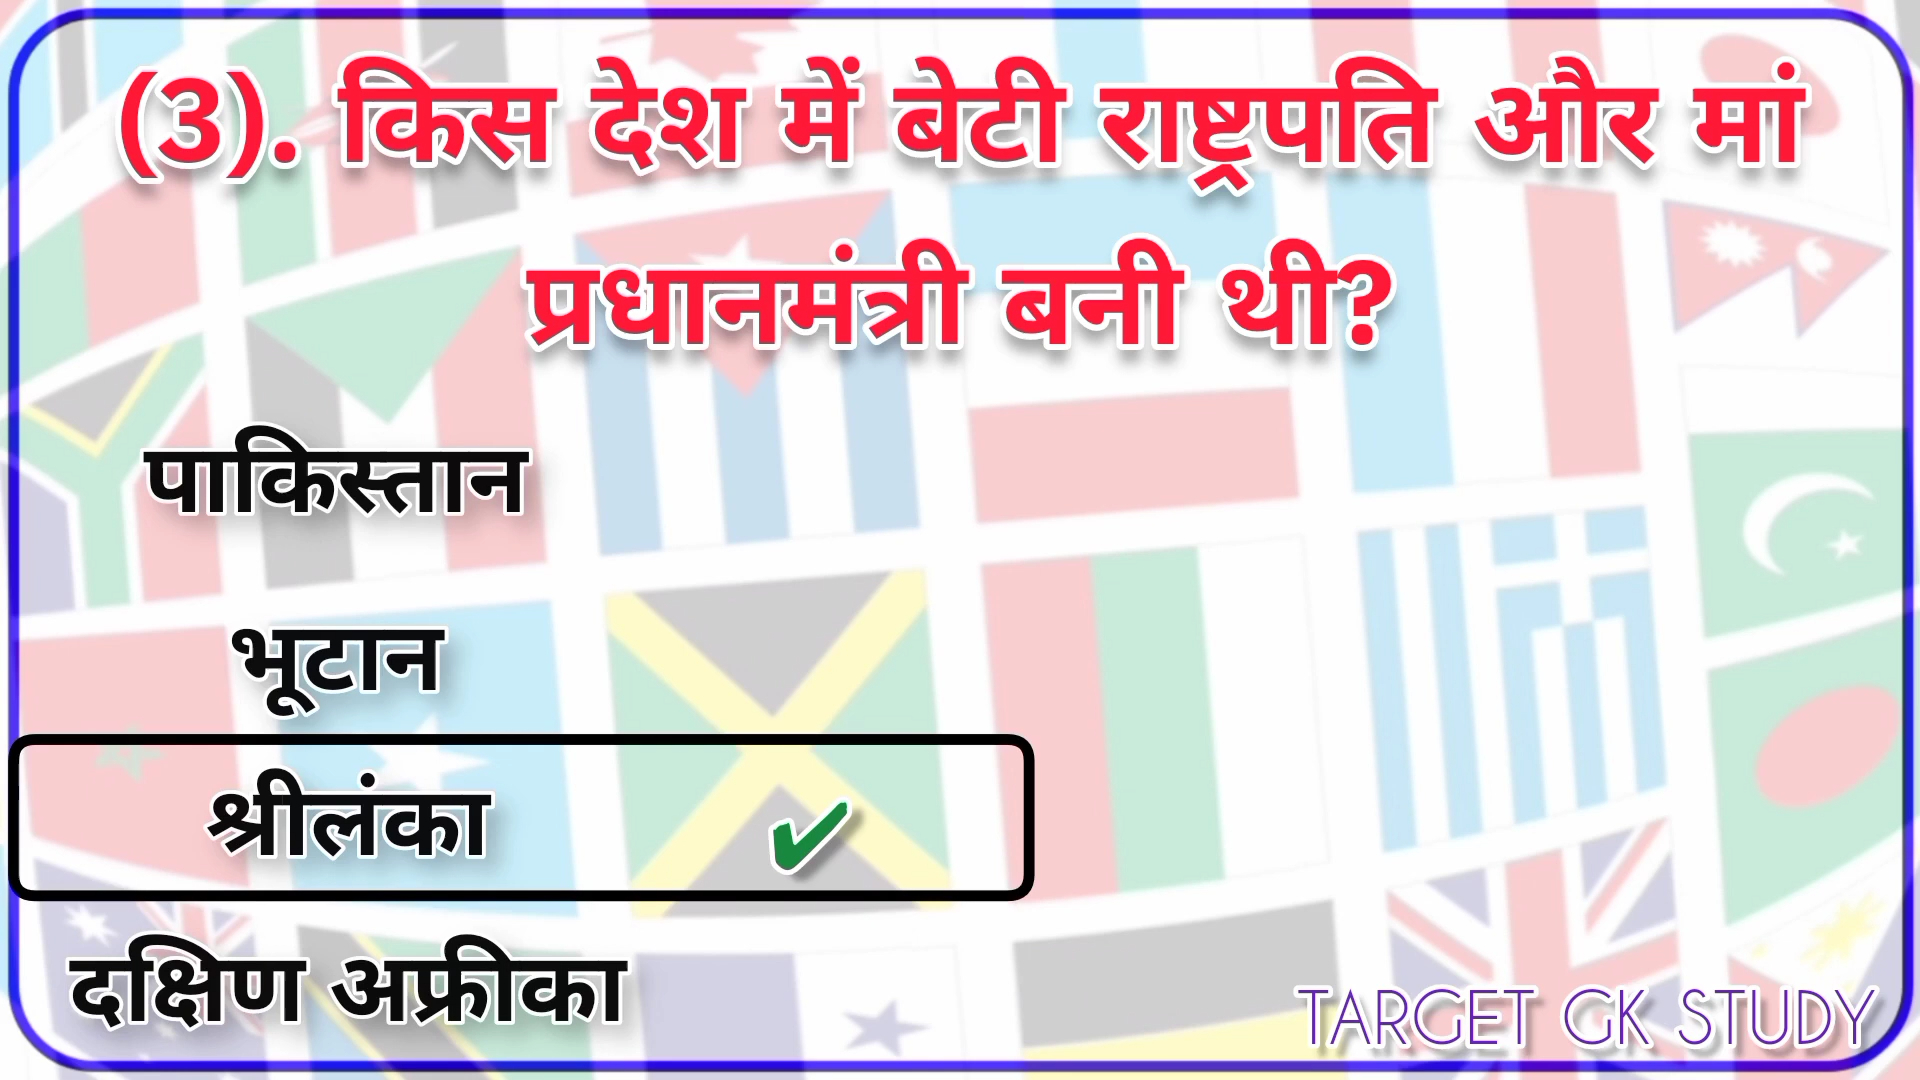 (3). किस देश में बेटी राष्ट्रपति और मां
प्रधानमंत्री बनी थी?
पाकिस्तान
भूटान
श्रीलंका ✔
दक्षिण अफ्रीका
TARGET GK STUDY